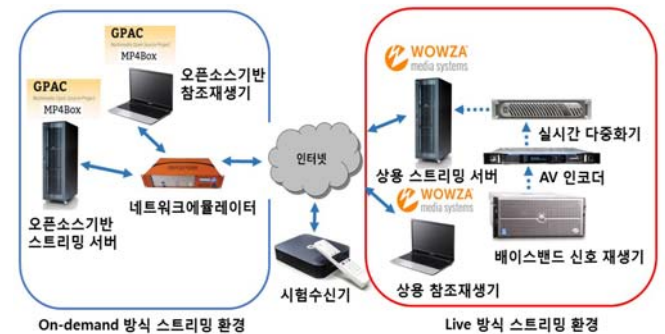 GPAC
MP4Box
오픈소스기반
참조재생기
GPAC
MP4Box
오픈소스기반
스트리밍 서버
네트워크에뮬레이터
인터넷
시험수신기
WOWZA
media systems
상용 스트리밍 서버
실시간 다중화기
AV 인코더
배이스밴드 신호 재생기
WOWZA
media systems
상용 참조재생기
On-demand 방식 스트리밍 환경
Live 방식 스트리밍 환경